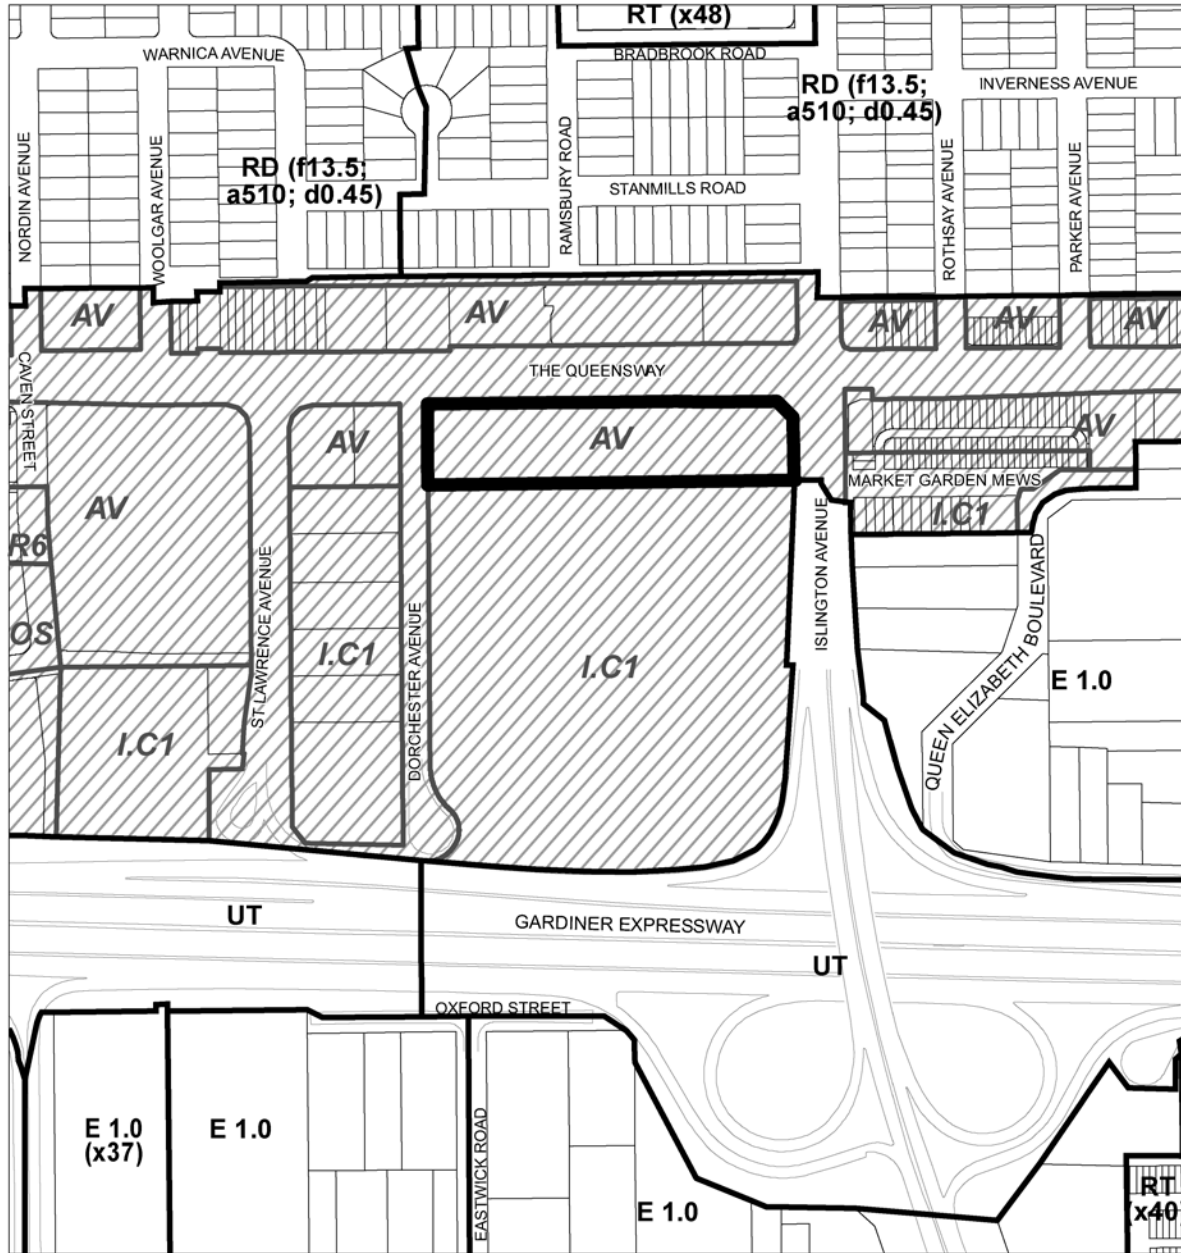 RT (x48)
WARNICA AVENUE
BRADBROOK ROAD
RD (f13.5;
a510; d0.45)
INVERNESS AVENUE
NORDIN AVENUE
WOOLGAR AVENUE
RD (f13.5;
a510; d0.45)
RAMSBURY ROAD
STANMILLS ROAD
ROTHSAY AVENUE
PARKER AVENUE
AV
AV
AV
AV
AV
CAVEN STREET
THE QUEENSWAY
AV
AV
AV
AV
MARKET GARDEN MEWS
I.C1
R6
OS
ST LAWRENCE AVENUE
I.C1
DORCHESTER AVENUE
I.C1
ISLINGTON AVENUE
QUEEN ELIZABETH BOULEVARD
E 1.0
I.C1
UT
GARDINER EXPRESSWAY
UT
OXFORD STREET
E 1.0
(x37)
E 1.0
EASTWICK ROAD
E 1.0
RT
(x40